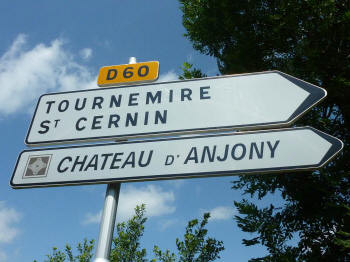 D60
TOURNEMIRE
ST CERNIN
CHATEAU D'ANJONY